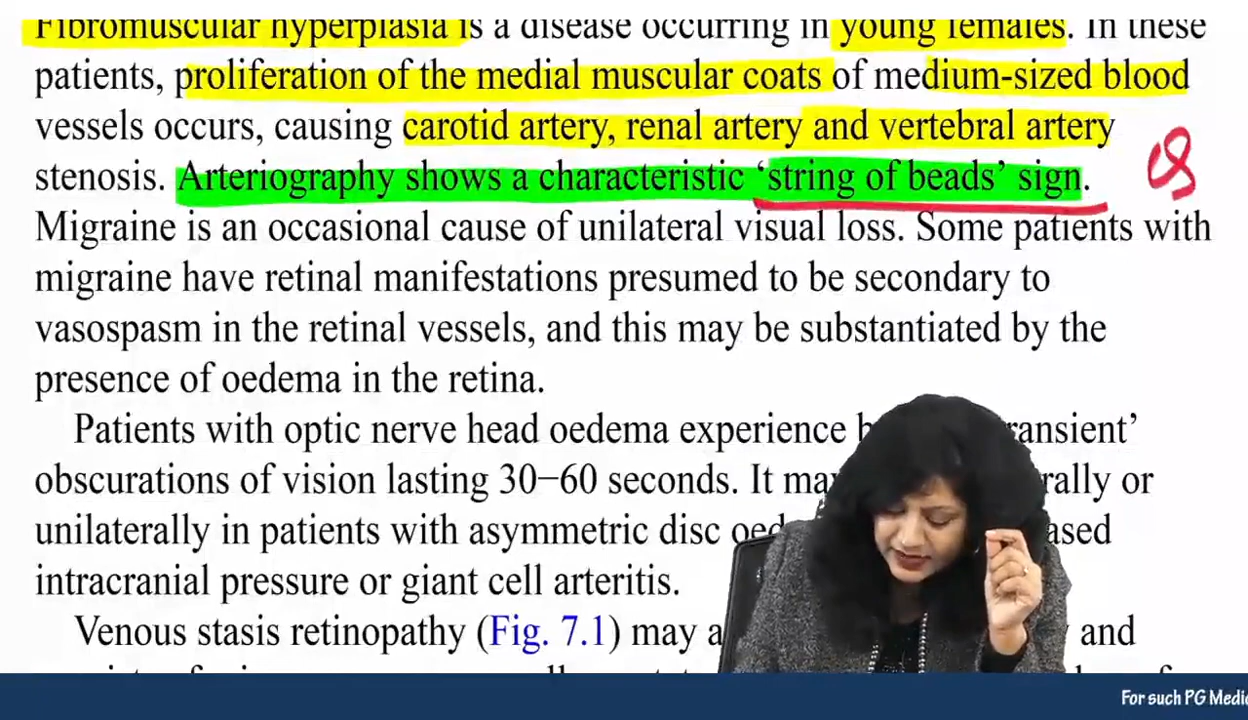 Fibromuscular hyperplasia is a disease occurring in young females. In these
patients, proliferation of the medial muscular coats of medium-sized blood
vessels occurs, causing carotid artery, renal artery and vertebral artery
stenosis. Arteriography shows a characteristic ‘string of beads’ sign.
Migraine is an occasional cause of unilateral visual loss. Some patients with
migraine have retinal manifestations presumed to be secondary to
vasospasm in the retinal vessels, and this may be substantiated by the
presence of oedema in the retina.
Patients with optic nerve head oedema experience
obscurations of vision lasting 30–60 seconds. It or
unilaterally in patients with asymmetric disc
intracranial pressure or giant cell arteritis.
Venous stasis retinopathy (Fig. 7.1) may and
For such PG